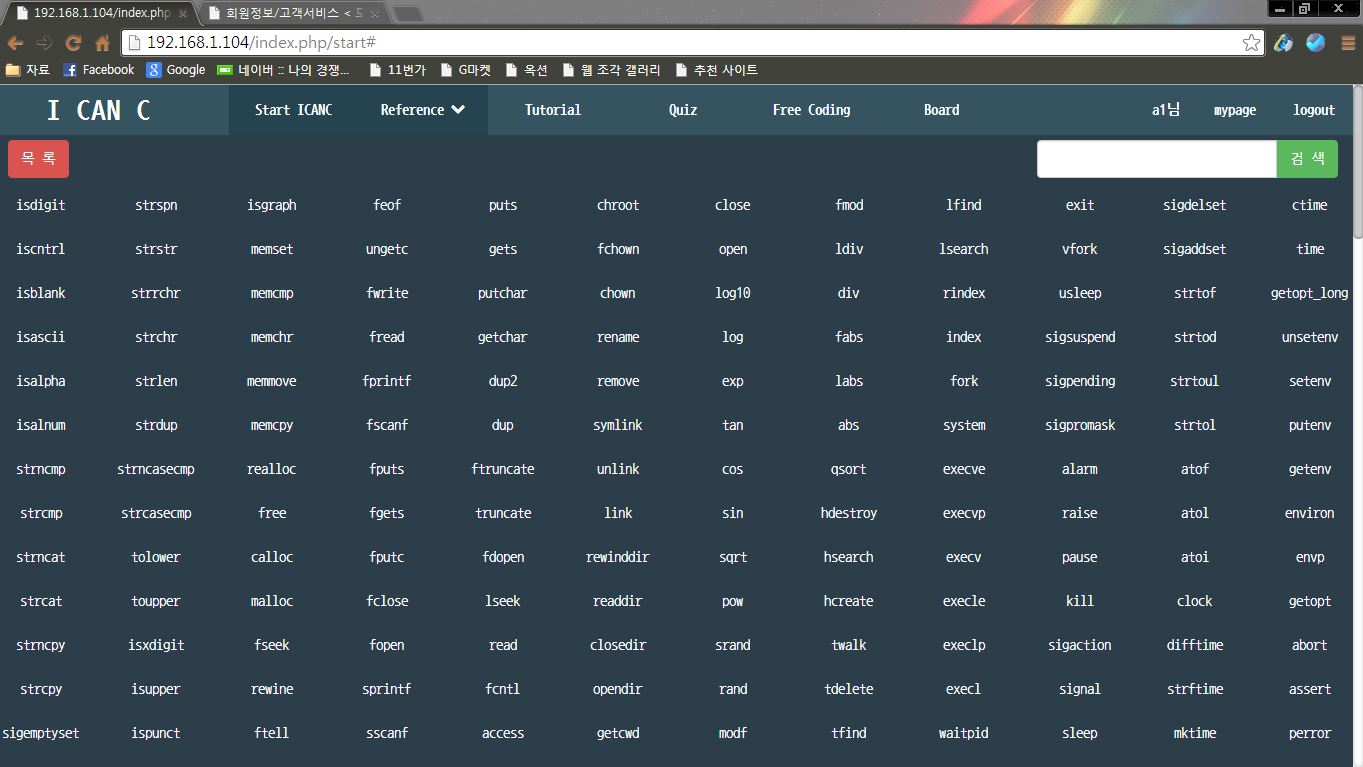 192.168.1.104/index.php
회원정보/고객서비스 < 도
192.168.1.104/index.php/start#
자료 Facebook Google 네이버 :: 나의 경쟁... 11번가 G마켓 옥션 웹 조각 갤러리 추천 사이트
I CAN C Start ICANC Reference Tutorial Quiz Free Coding Board a1님 mypage logout
목 록 검 색
isdigit strspn isgraph feof puts chroot close fmod lfind exit sigdelset ctime
iscntrl strstr memset ungetc gets fchown open ldiv lsearch vfork sigaddset time
isblank strrchr memcmp fwrite putchar chown log10 div rindex usleep strtof getopt_long
isascii strchr memchr fread getchar rename log fabs index sigsuspend strtod unsetenv
isalpha strlen memmove fprintf dup2 remove exp labs fork sigpending strtoul setenv
isalnum strdup memcpy fscanf dup symlink tan abs system sigpromask strtol putenv
strncmp strncasecmp realloc fputs ftruncate unlink cos qsort execve alarm atof getenv
strcmp strcasecmp free fgets truncate link sin hdestroy execvp raise atol environ
strncat tolower calloc fputc fdopen rewinddir sqrt hsearch execv pause atoi envp
strcat toupper malloc fclose lseek readdir pow hcreate execle kill clock getopt
strncpy isxdigit fseek fopen read closedir srand twalk execlp sigaction difftime abort
strcpy isupper rewine sprintf fcntl opendir rand tdelete execl signal strftime assert
sigemptyset ispunct ftell sscanf access getcwd modf tfind waitpid sleep mktime perror